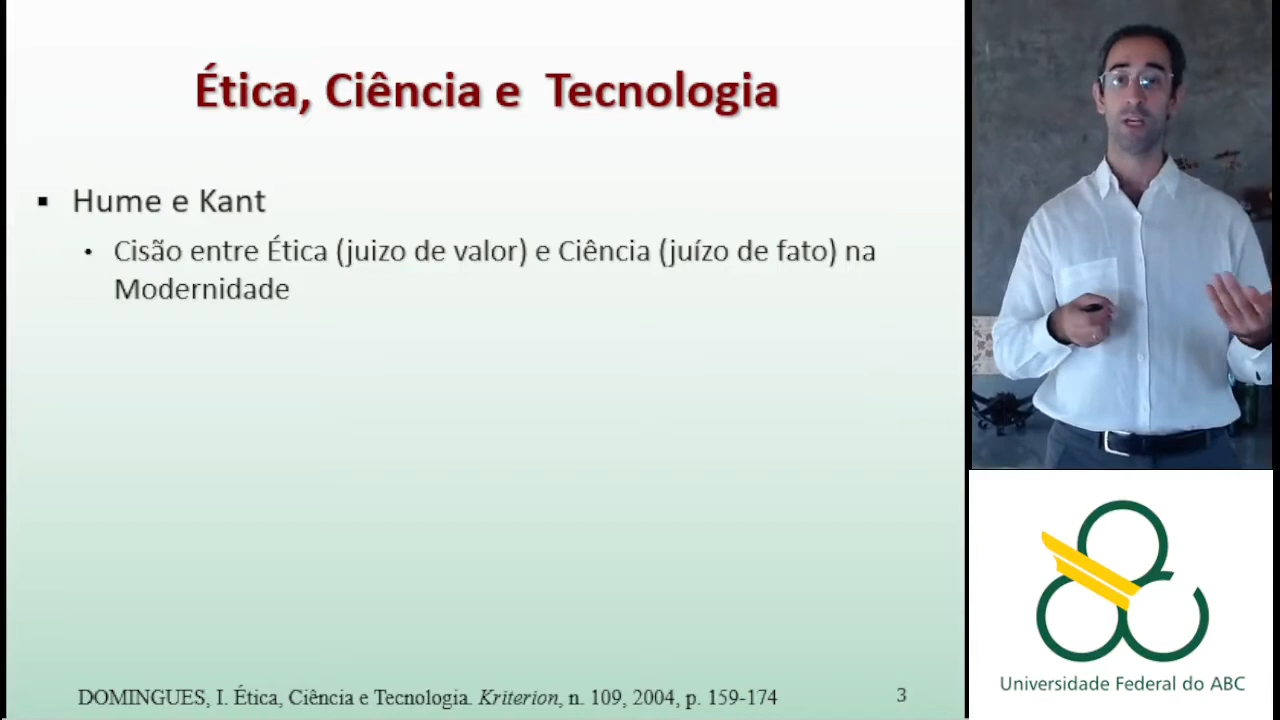 Ética, Ciência e Tecnologia
▪ Hume e Kant
• Cisão entre Ética (juizo de valor) e Ciência (juízo de fato) na
Modernidade
DOMINGUES, I. Ética, Ciência e Tecnologia. Kriterion, n. 109, 2004, p. 159-174
3
Universidade Federal do ABC